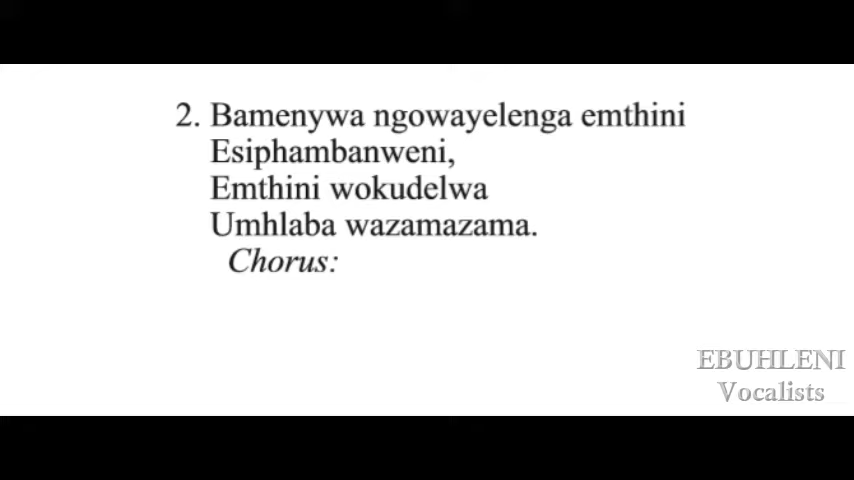 2. Bamenywa ngowayelenga emthini
Esiphambanweni,
Emthini wokudelwa
Umhlaba wazamazama.
Chorus:
EBUHLENI
Vocalists